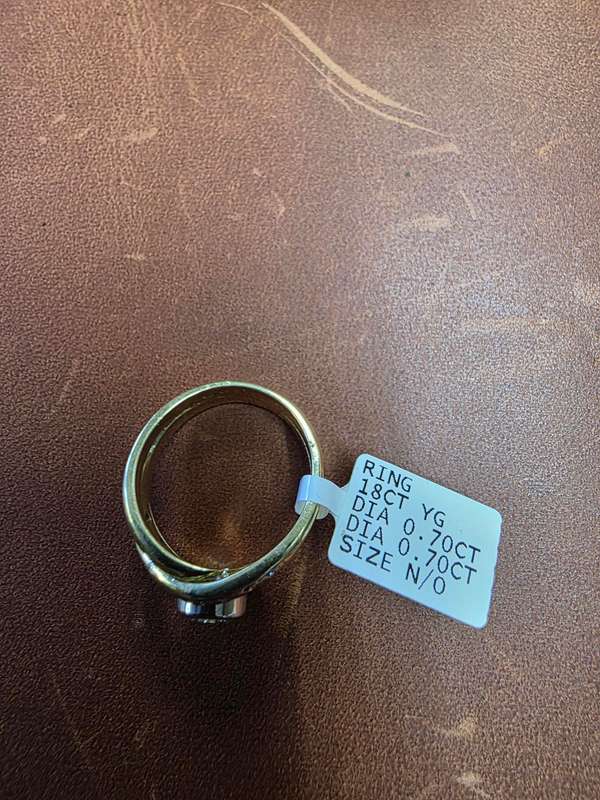 RING
18CT YG
DIA 0.70CT
DIA 0.70CT
SIZE N/O